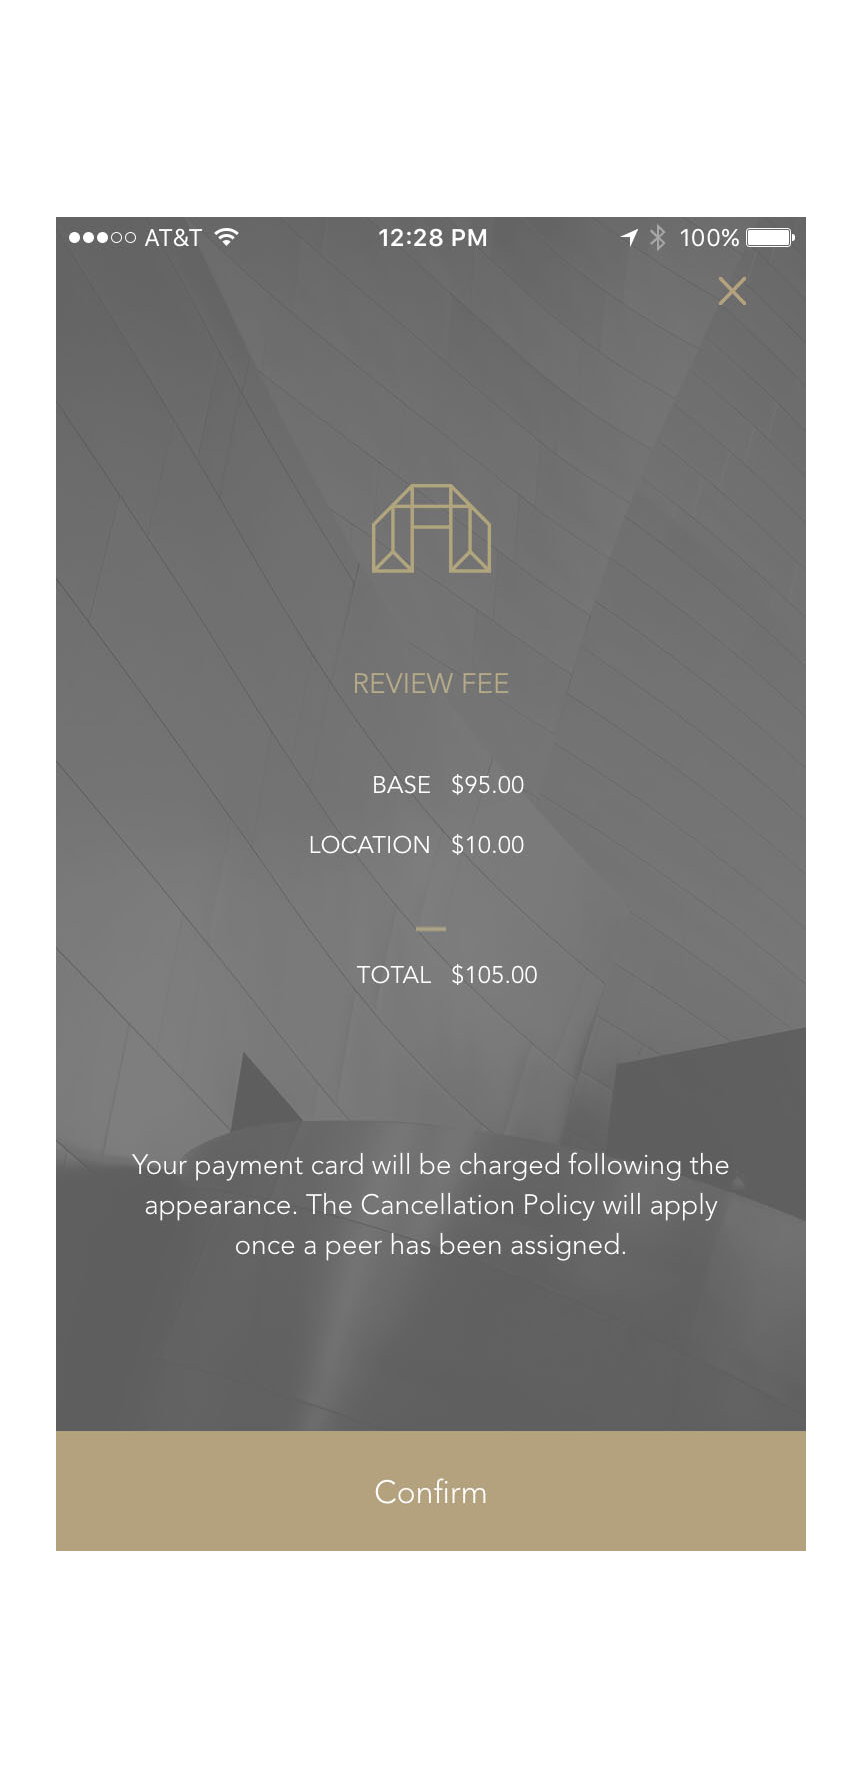 AT&T 12:28 PM 100%
REVIEW FEE
BASE $95.00
LOCATION $10.00
TOTAL $105.00
Your payment card will be charged following the
appearance. The Cancellation Policy will apply
once a peer has been assigned.
Confirm